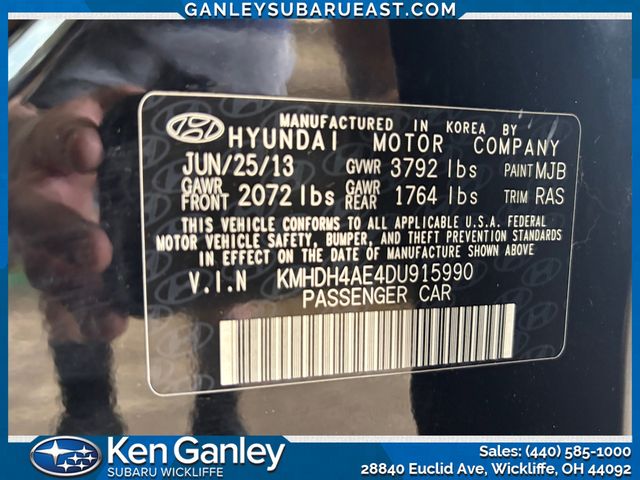 GANLEYSUBARUEAST.COM
MANUFACTURED IN KOREA BY
HYUNDAI MOTOR COMPANY
JUN/25/13 GVWR 3792 lbs PAINT MJB
GAWR FRONT 2072 lbs GAWR REAR 1764 lbs TRIM RAS
THIS VEHICLE CONFORMS TO ALL APPLICABLE U.S.A. FEDERAL
MOTOR VEHICLE SAFETY, BUMPER, AND THEFT PREVENTION STANDARDS
IN EFFECT ON THE DATE OF MANUFACTURE SHOWN ABOVE.
V.I.N KMHDH4AE4DU915990
PASSENGER CAR
Ken Ganley
SUBARU WICKLIFFE
Sales: (440) 585-1000
28840 Euclid Ave, Wickliffe, OH 44092